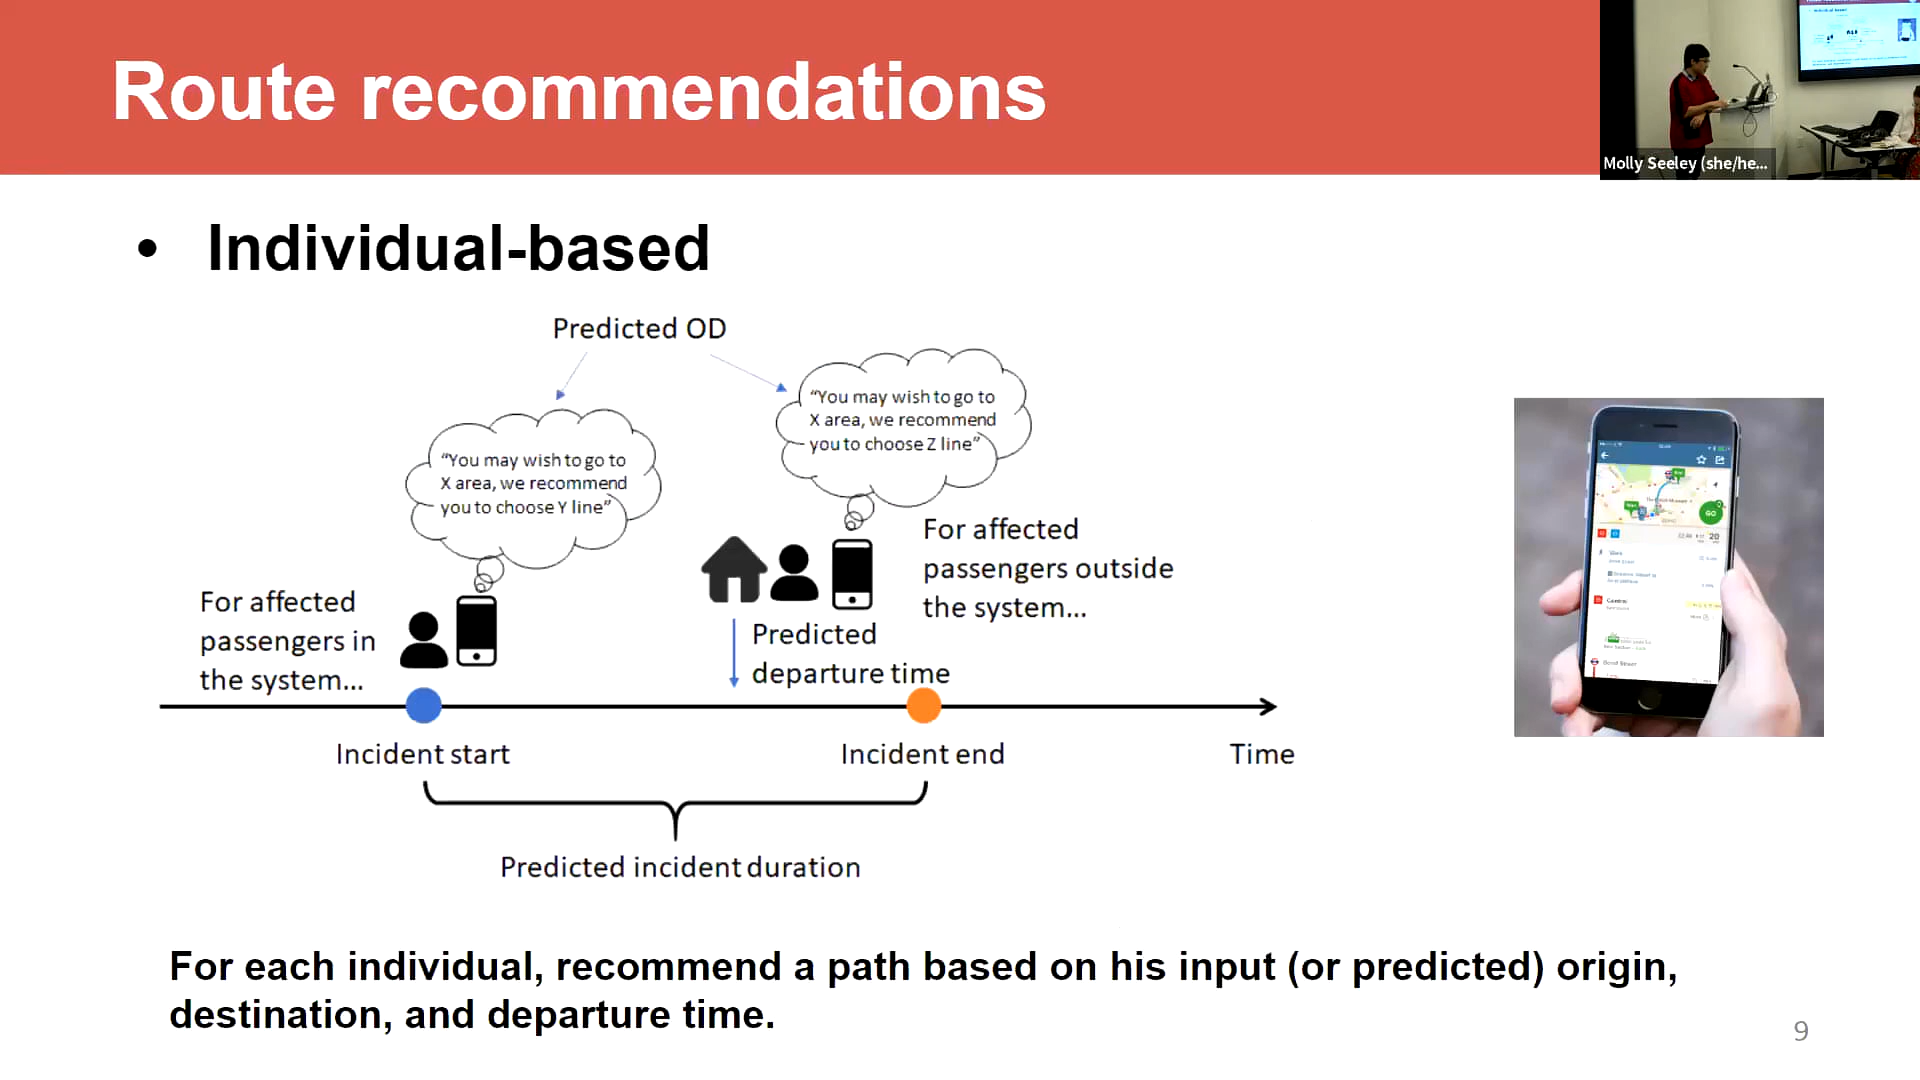 Route recommendations
Molly Seeley (she/he...
• Individual-based
Predicted OD
“You may wish to go to
X area, we recommend
you to choose Z line”
“You may wish to go to
X area, we recommend
you to choose Y line”
For affected
passengers outside
the system...
For affected
passengers in
the system...
Predicted
departure time
Incident start
Incident end
Time
Predicted incident duration
GO
For each individual, recommend a path based on his input (or predicted) origin,
destination, and departure time.
9